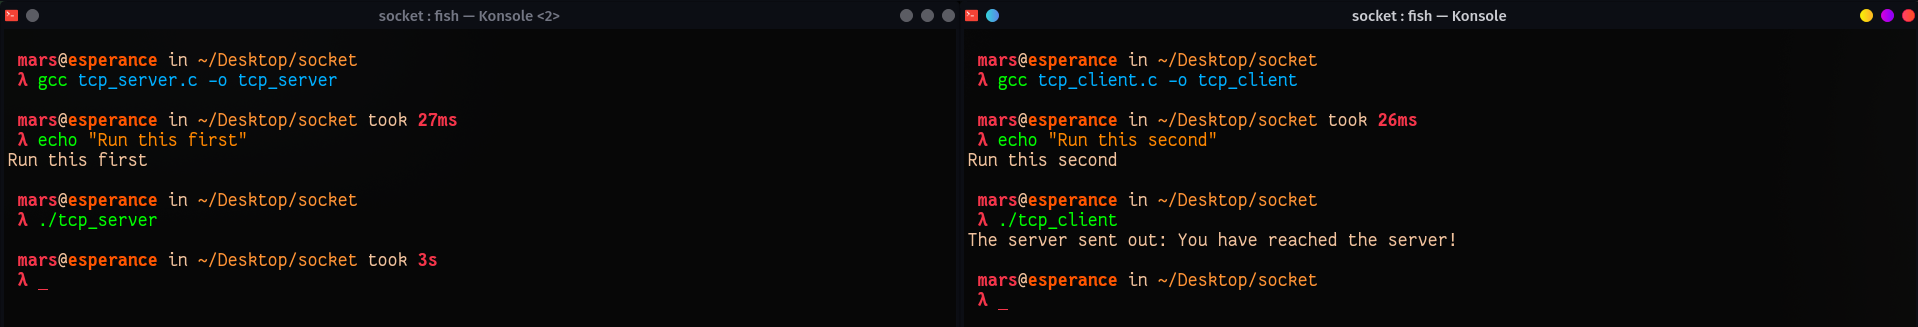 socket : fish — Konsole <2>
mars@esperance in ~/Desktop/socket
λ gcc tcp_server.c -o tcp_server
mars@esperance in ~/Desktop/socket took 27ms
λ echo "Run this first"
Run this first
mars@esperance in ~/Desktop/socket
λ ./tcp_server
mars@esperance in ~/Desktop/socket took 3s
λ _
socket : fish — Konsole
mars@esperance in ~/Desktop/socket
λ gcc tcp_client.c -o tcp_client
mars@esperance in ~/Desktop/socket took 26ms
λ echo "Run this second"
Run this second
mars@esperance in ~/Desktop/socket
λ ./tcp_client
The server sent out: You have reached the server!
mars@esperance in ~/Desktop/socket
λ _